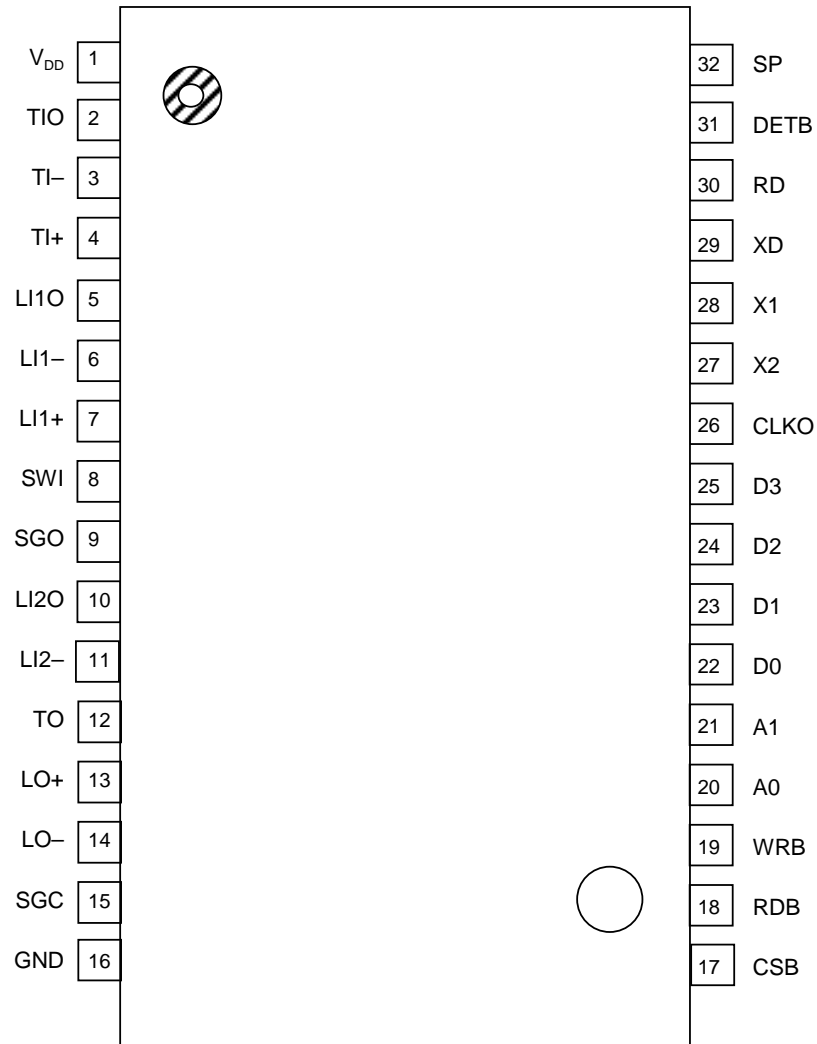 V_DD 1 32 SP
TIO 2 31 DETB
TI– 3 30 RD
TI+ 4 29 XD
LI1O 5 28 X1
LI1– 6 27 X2
LI1+ 7 26 CLKO
SWI 8 25 D3
SGO 9 24 D2
LI2O 10 23 D1
LI2– 11 22 D0
TO 12 21 A1
LO+ 13 20 A0
LO– 14 19 WRB
SGC 15 18 RDB
GND 16 17 CSB